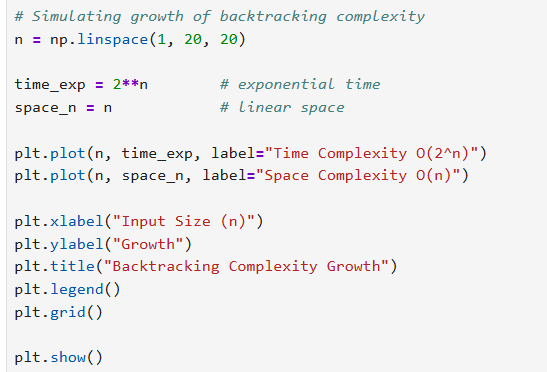 # Simulating growth of backtracking complexity
n = np.linspace(1, 20, 20)
time_exp = 2**n        # exponential time
space_n = n            # linear space
plt.plot(n, time_exp, label="Time Complexity O(2^n)")
plt.plot(n, space_n, label="Space Complexity O(n)")
plt.xlabel("Input Size (n)")
plt.ylabel("Growth")
plt.title("Backtracking Complexity Growth")
plt.legend()
plt.grid()
plt.show()